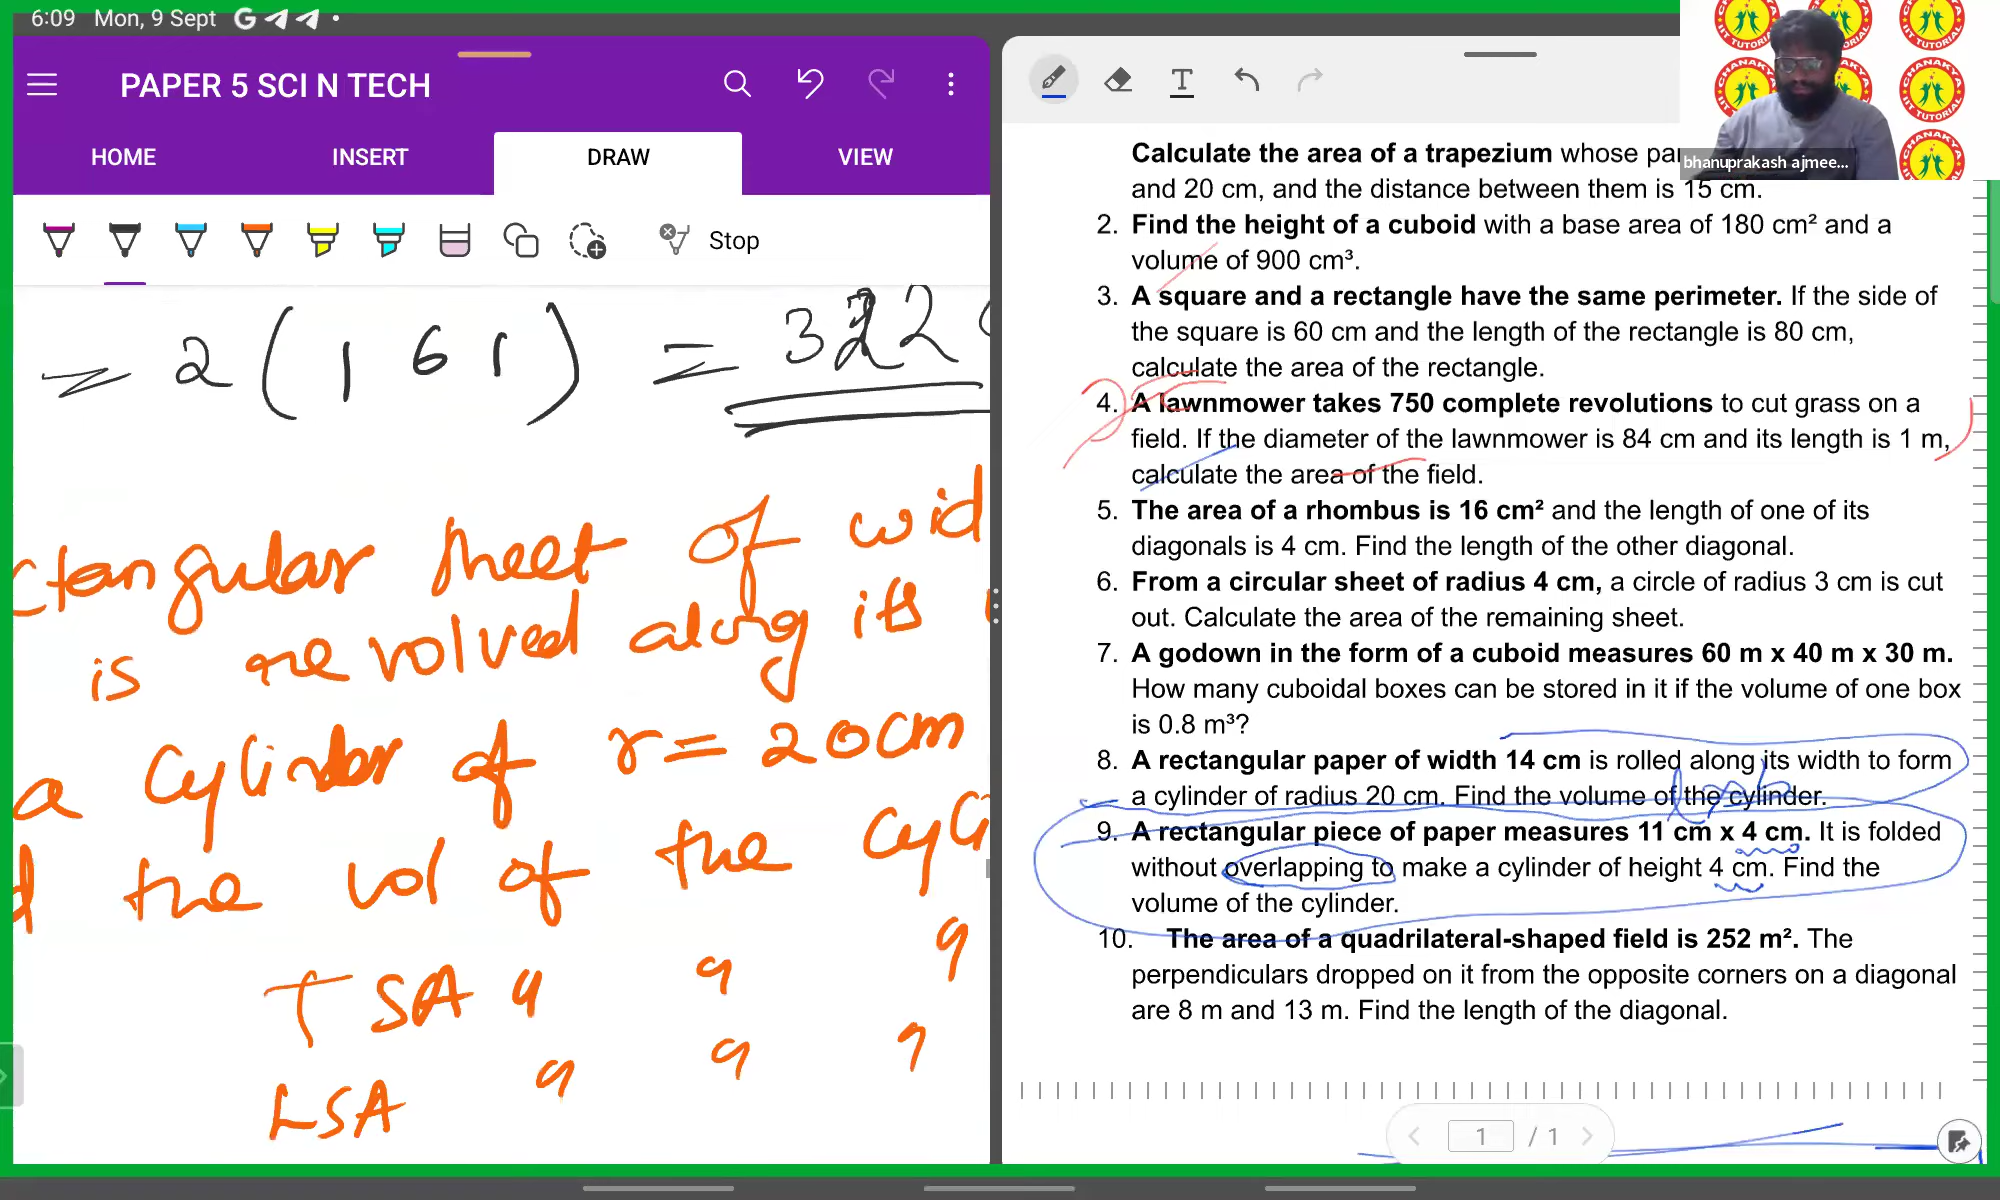 6:09 Mon, 9 Sept
PAPER 5 SCI N TECH
HOME INSERT DRAW VIEW
Stop
= 2 ( 161 ) = 322
ctangular sheet of wid
is revolved along its
a cylinder of r = 20cm
the vol of the cyli
TSA " " "
LSA " " "
Calculate the area of a trapezium whose par
and 20 cm, and the distance between them is 15 cm.
2. Find the height of a cuboid with a base area of 180 cm² and a
volume of 900 cm³.
3. A square and a rectangle have the same perimeter. If the side of
the square is 60 cm and the length of the rectangle is 80 cm,
calculate the area of the rectangle.
4. A lawnmower takes 750 complete revolutions to cut grass on a
field. If the diameter of the lawnmower is 84 cm and its length is 1 m,
calculate the area of the field.
5. The area of a rhombus is 16 cm² and the length of one of its
diagonals is 4 cm. Find the length of the other diagonal.
6. From a circular sheet of radius 4 cm, a circle of radius 3 cm is cut
out. Calculate the area of the remaining sheet.
7. A godown in the form of a cuboid measures 60 m x 40 m x 30 m.
How many cuboidal boxes can be stored in it if the volume of one box
is 0.8 m³?
8. A rectangular paper of width 14 cm is rolled along its width to form
a cylinder of radius 20 cm. Find the volume of the cylinder.
9. A rectangular piece of paper measures 11 cm x 4 cm. It is folded
without overlapping to make a cylinder of height 4 cm. Find the
volume of the cylinder.
10. The area of a quadrilateral-shaped field is 252 m². The
perpendiculars dropped on it from the opposite corners on a diagonal
are 8 m and 13 m. Find the length of the diagonal.
1 / 1
bhanuprakash ajmee...
CHANAKYA
IIT TUTORIAL